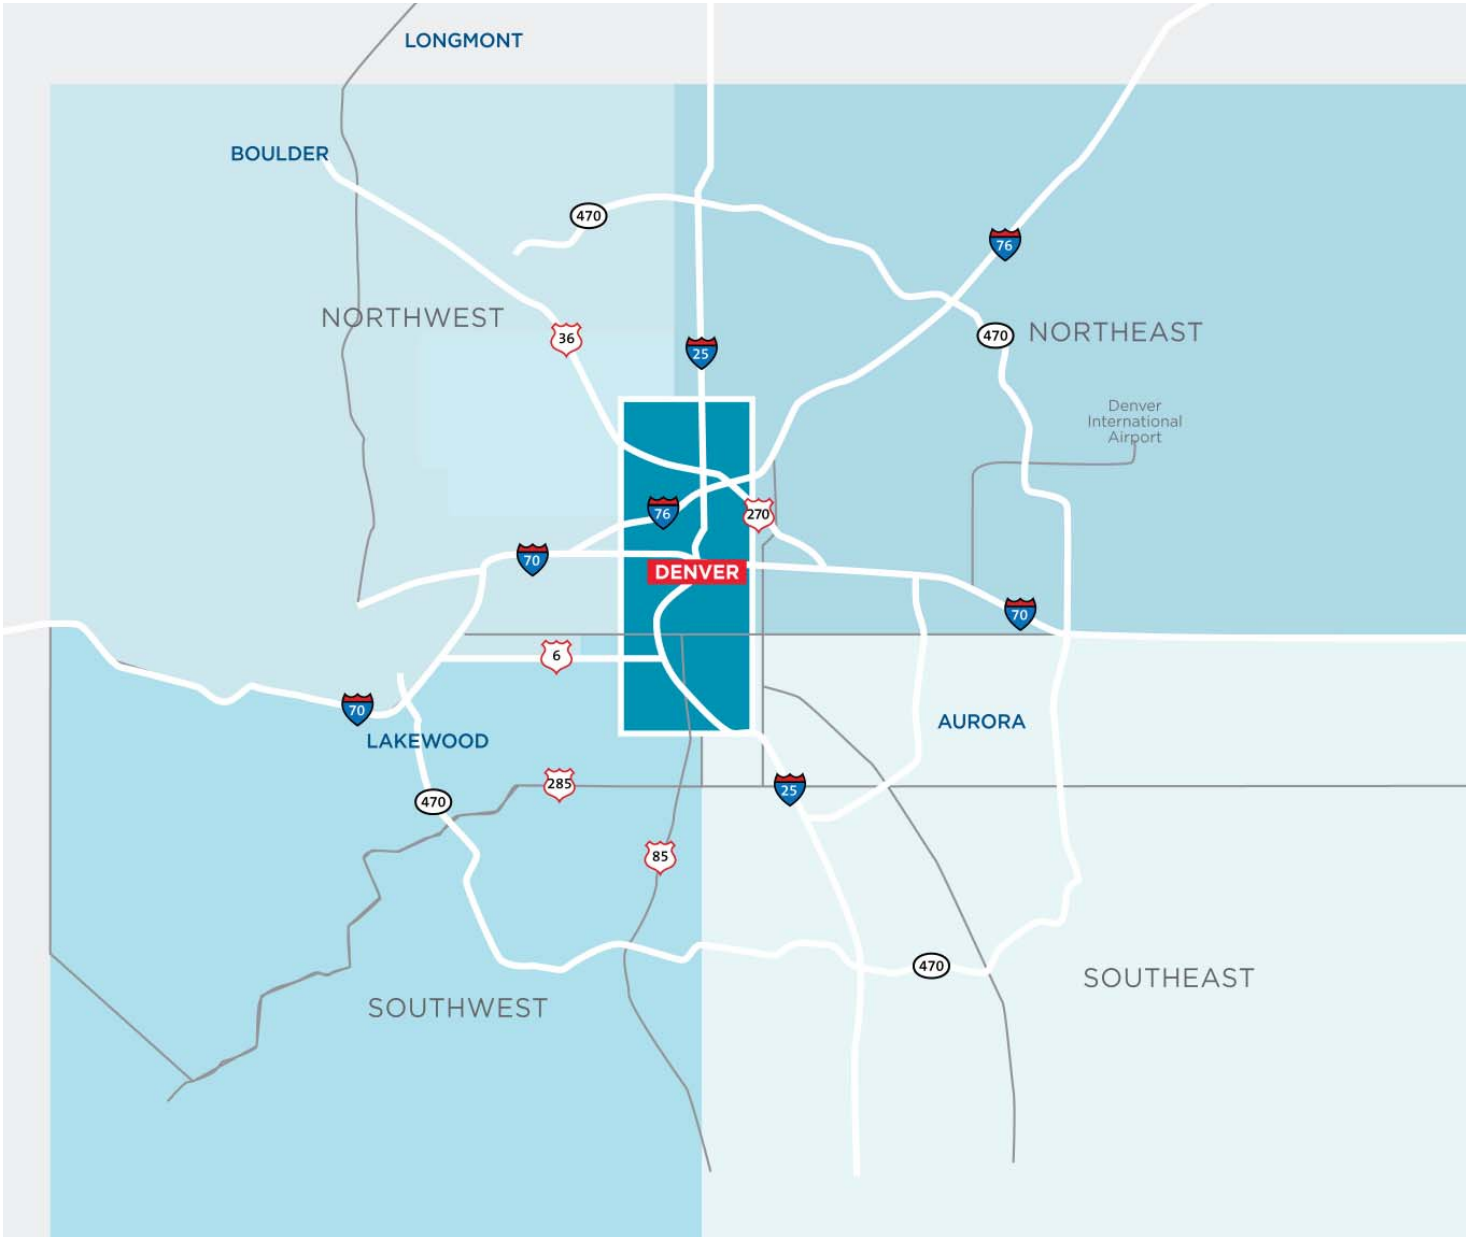 LONGMONT
BOULDER
470
76
NORTHWEST
36
25
470
NORTHEAST
Denver
International
Airport
76
270
70
DENVER
70
6
70
LAKEWOOD
AURORA
285
25
470
85
470
SOUTHWEST
SOUTHEAST